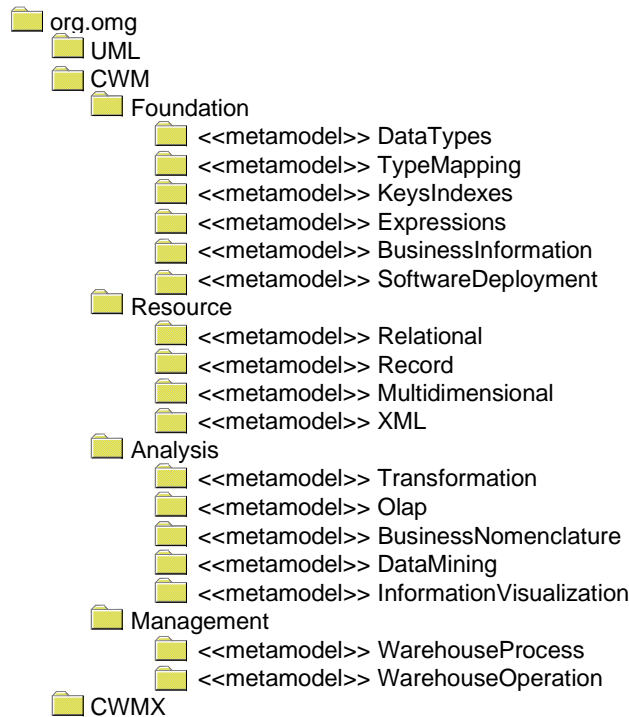 org.omg
UML
CWM
Foundation
<<metamodel>> DataTypes
<<metamodel>> TypeMapping
<<metamodel>> KeysIndexes
<<metamodel>> Expressions
<<metamodel>> BusinessInformation
<<metamodel>> SoftwareDeployment
Resource
<<metamodel>> Relational
<<metamodel>> Record
<<metamodel>> Multidimensional
<<metamodel>> XML
Analysis
<<metamodel>> Transformation
<<metamodel>> Olap
<<metamodel>> BusinessNomenclature
<<metamodel>> DataMining
<<metamodel>> InformationVisualization
Management
<<metamodel>> WarehouseProcess
<<metamodel>> WarehouseOperation
CWMX